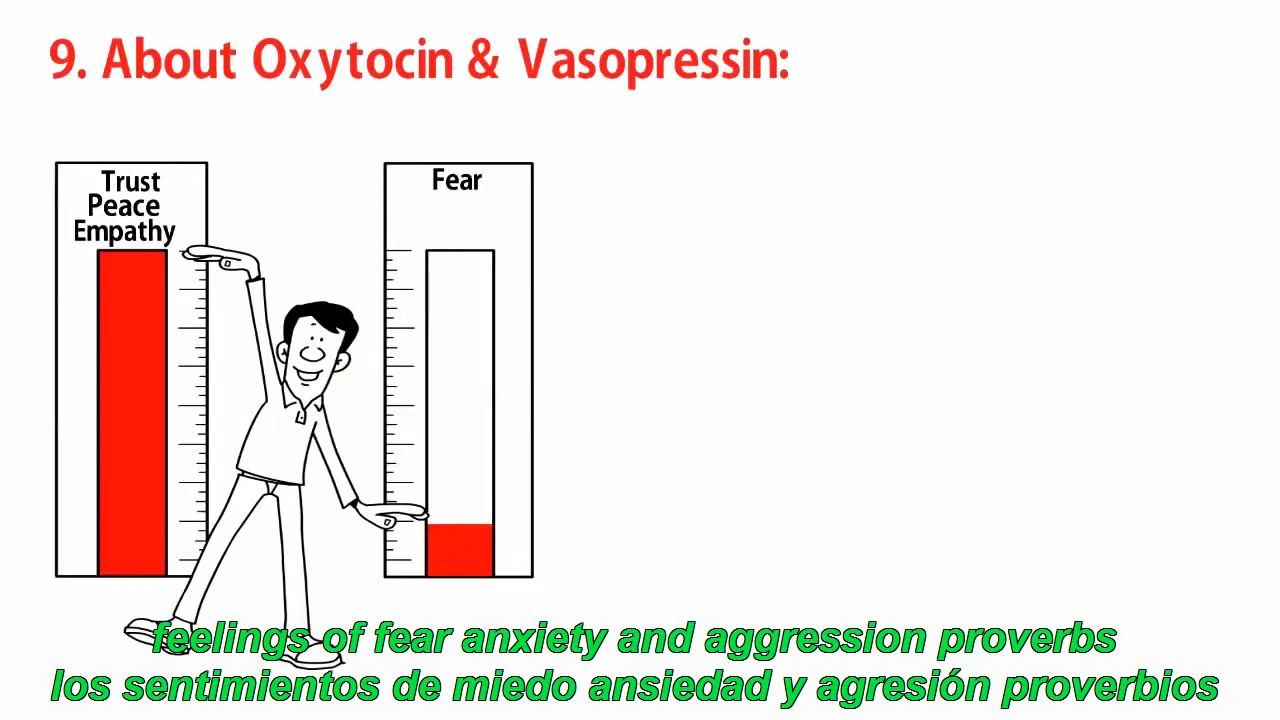 9. About Oxytocin & Vasopressin:
Trust
Peace
Empathy
Fear
feelings of fear anxiety and aggression proverbs
los sentimientos de miedo ansiedad y agresión proverbios